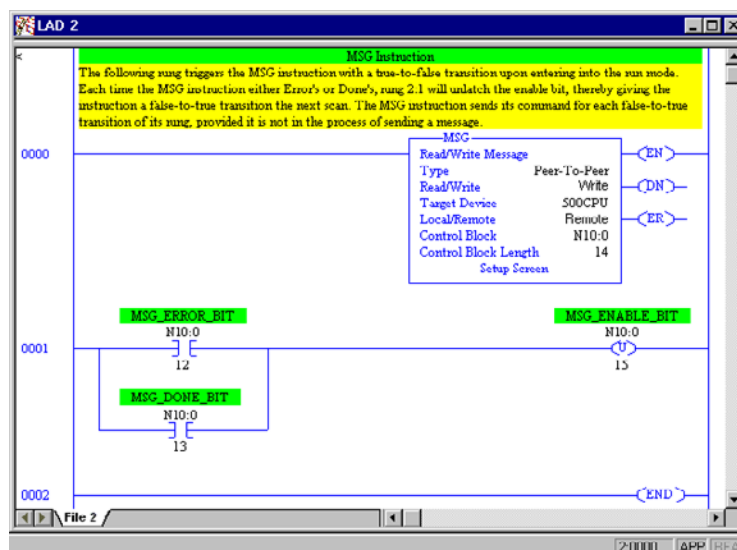 LAD 2
MSG Instruction
The following rung triggers the MSG instruction with a true-to-false transition upon entering into the run mode.
Each time the MSG instruction either Error's or Done's, rung 2:1 will unlatch the enable bit, thereby giving the
instruction a false-to-true transition the next scan. The MSG instruction sends its command for each false-to-true
transition of its rung, provided it is not in the process of sending a message.
0000
MSG
Read/Write Message
Type Peer-To-Peer
Read/Write Write
Target Device 500CPU
Local/Remote Remote
Control Block N10:0
Control Block Length 14
Setup Screen
EN
DN
ER
MSG_ERROR_BIT
N10:0
12
MSG_ENABLE_BIT
N10:0
U
15
0001
MSG_DONE_BIT
N10:0
13
0002
END
File 2
2:0000 APP REA